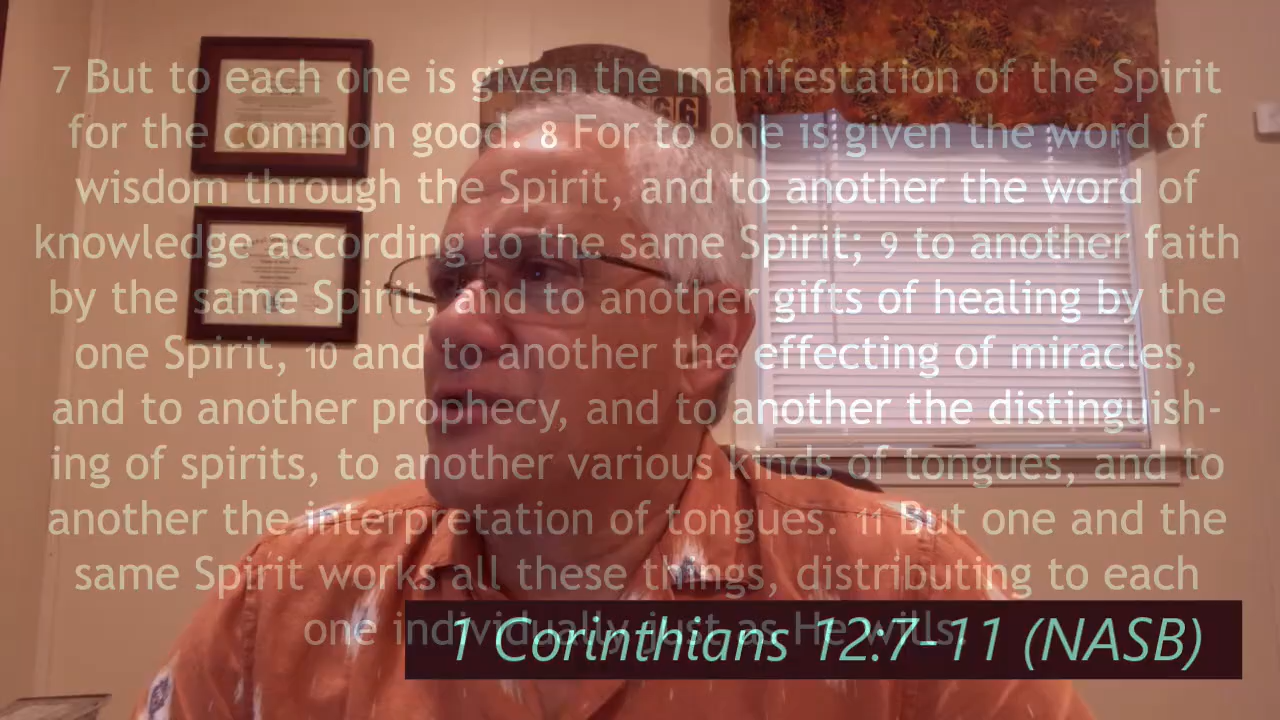 7 But to each one is given the manifestation of the Spirit
for the common good. 8 For to one is given the word of
wisdom through the Spirit, and to another the word of
knowledge according to the same Spirit; 9 to another faith
by the same Spirit, and to another gifts of healing by the
one Spirit, 10 and to another the effecting of miracles,
and to another prophecy, and to another the distinguish-
ing of spirits, to another various kinds of tongues, and to
another the interpretation of tongues. 11 But one and the
same Spirit works all these things, distributing to each
one individually just as He wills.
1 Corinthians 12:7-11 (NASB)